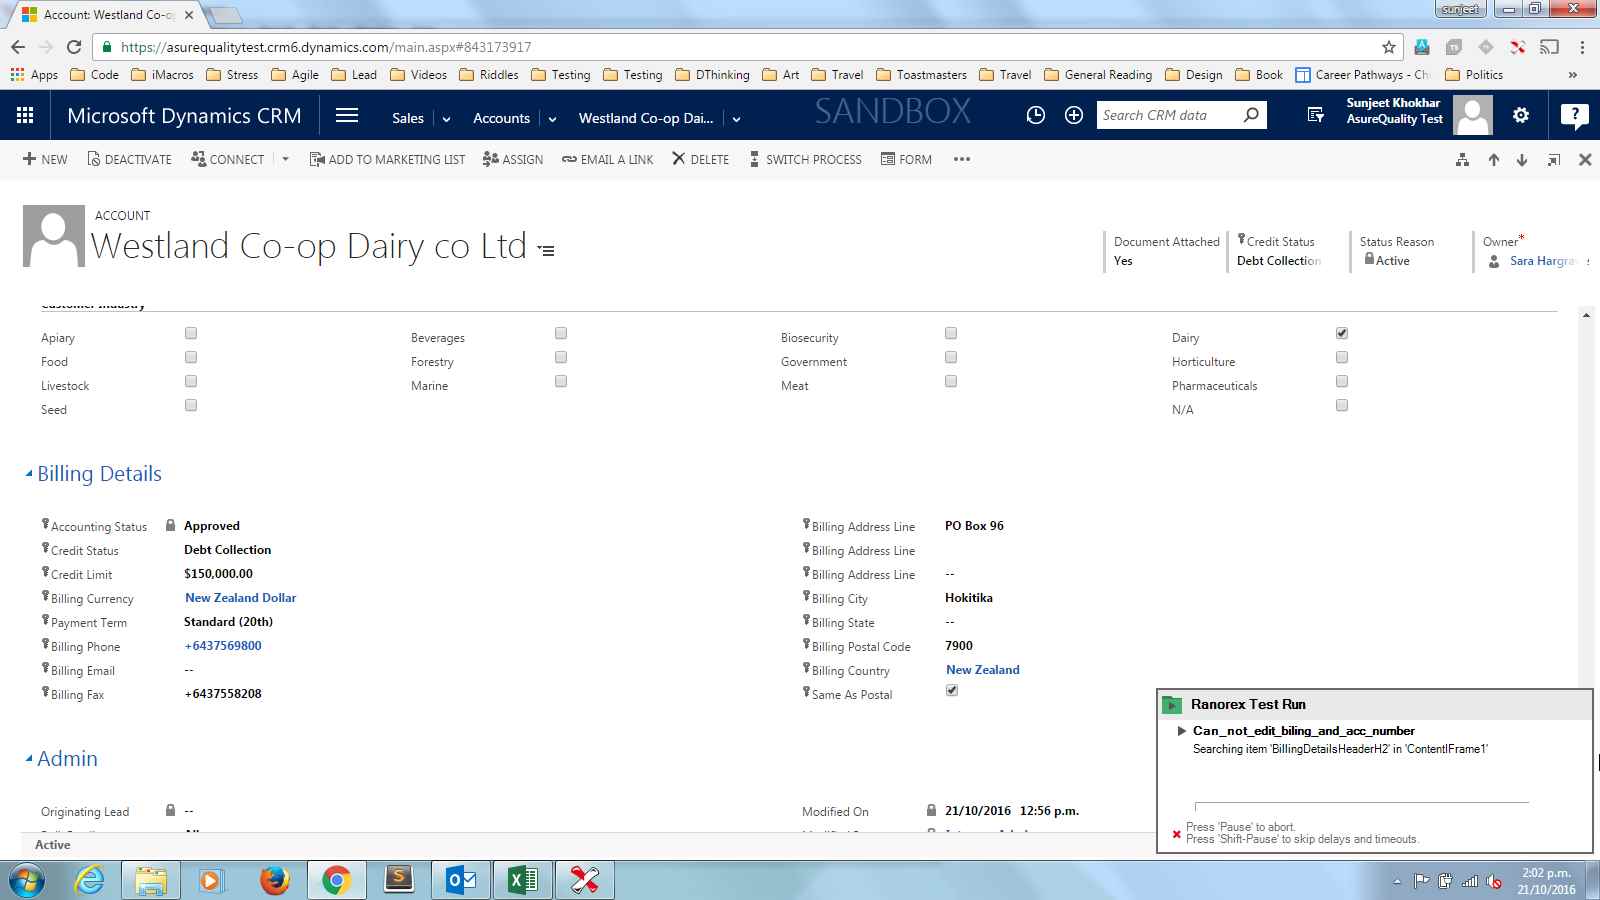 Account: Westland Co-op
sunjeet
https://asurequalitytest.crm6.dynamics.com/main.aspx#843173917
Apps Code iMacros Stress Agile Lead Videos Riddles Testing Testing DThinking Art Travel Toastmasters Travel General Reading Design Book Career Pathways - Ch Politics »
Microsoft Dynamics CRM Sales Accounts Westland Co-op Dai... SANDBOX Search CRM data Sunjeet Khokhar
AsureQuality Test
NEW DEACTIVATE CONNECT ADD TO MARKETING LIST ASSIGN EMAIL A LINK DELETE SWITCH PROCESS FORM •••
ACCOUNT
Westland Co-op Dairy co Ltd
Document Attached Credit Status Status Reason Owner*
Yes Debt Collection Active Sara Hargra
Customer Industry
Apiary Beverages Biosecurity Dairy
Food Forestry Government Horticulture
Livestock Marine Meat Pharmaceuticals
Seed N/A
Billing Details
Accounting Status Approved Billing Address Line PO Box 96
Credit Status Debt Collection Billing Address Line
Credit Limit $150,000.00 Billing Address Line --
Billing Currency New Zealand Dollar Billing City Hokitika
Payment Term Standard (20th) Billing State --
Billing Phone +6437569800 Billing Postal Code 7900
Billing Email -- Billing Country New Zealand
Billing Fax +6437558208 Same As Postal
Admin
Originating Lead -- Modified On 21/10/2016 12:56 p.m.
Active
Ranorex Test Run
Can_not_edit_biling_and_acc_number
Searching item 'BillingDetailsHeaderH2' in 'ContentIFrame1'
Press 'Pause' to abort.
Press 'Shift-Pause' to skip delays and timeouts.
2:02 p.m.
21/10/2016